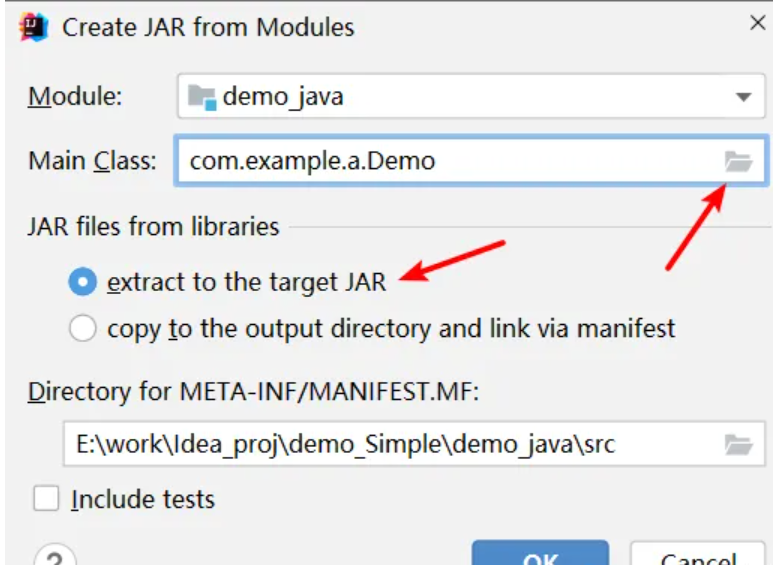 Create JAR from Modules
Module: demo_java
Main Class: com.example.a.Demo
JAR files from libraries
extract to the target JAR
copy to the output directory and link via manifest
Directory for META-INF/MANIFEST.MF:
E:\work\Idea_proj\demo_Simple\demo_java\src
Include tests
? OK Cancel